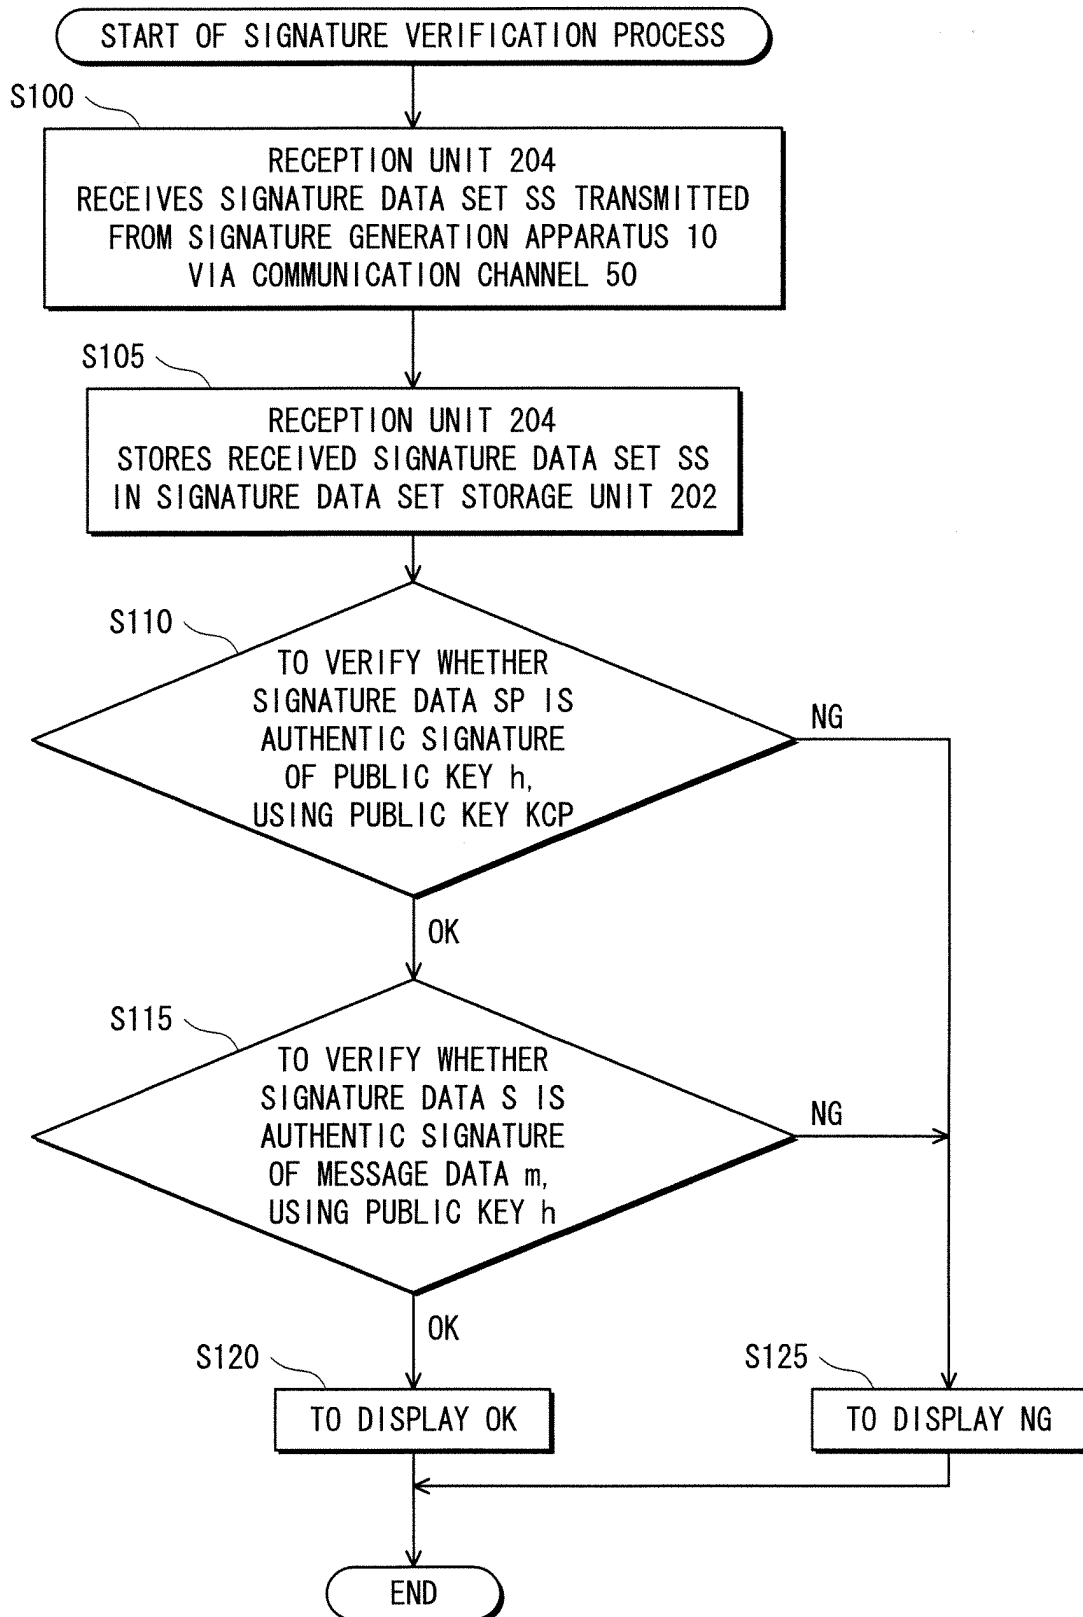 START OF SIGNATURE VERIFICATION PROCESS
S100
RECEPTION UNIT 204
RECEIVES SIGNATURE DATA SET SS TRANSMITTED
FROM SIGNATURE GENERATION APPARATUS 10
VIA COMMUNICATION CHANNEL 50
S105
RECEPTION UNIT 204
STORES RECEIVED SIGNATURE DATA SET SS
IN SIGNATURE DATA SET STORAGE UNIT 202
S110
TO VERIFY WHETHER
SIGNATURE DATA SP IS
AUTHENTIC SIGNATURE
OF PUBLIC KEY h,
USING PUBLIC KEY KCP
NG
OK
S115
TO VERIFY WHETHER
SIGNATURE DATA S IS
AUTHENTIC SIGNATURE
OF MESSAGE DATA m,
USING PUBLIC KEY h
NG
OK
S120
TO DISPLAY OK
S125
TO DISPLAY NG
END